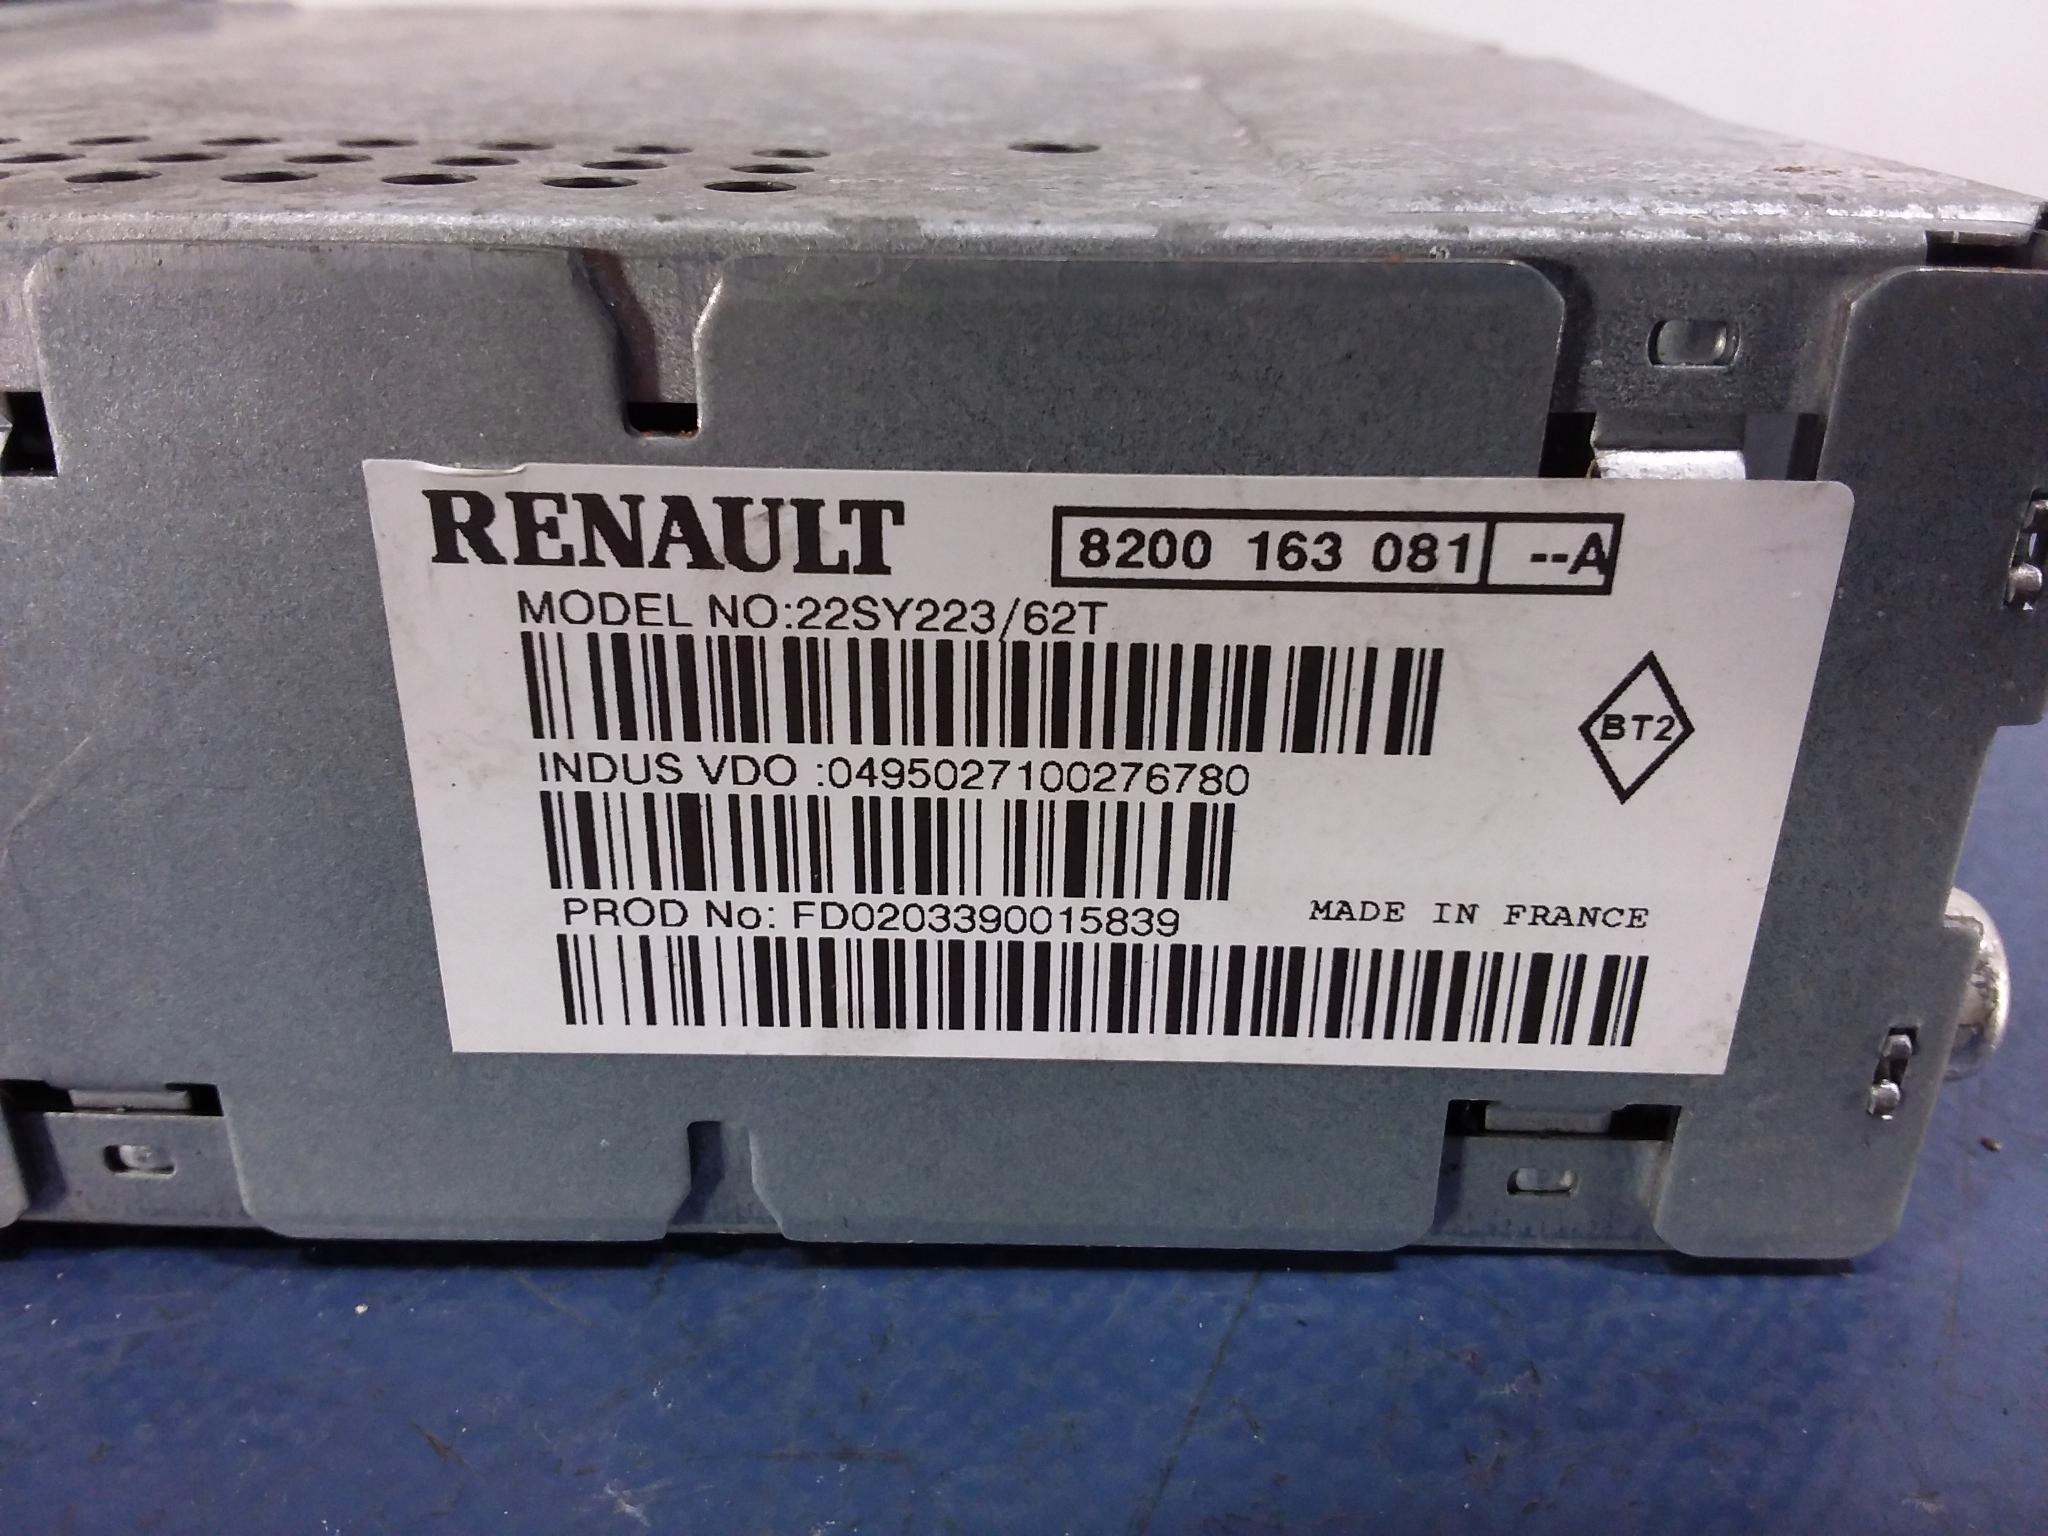 RENAULT 8200 163 081 --A
MODEL NO:22SY223/62T
BT2
INDUS VDO :0495027100276780
PROD No: FD0203390015839 MADE IN FRANCE